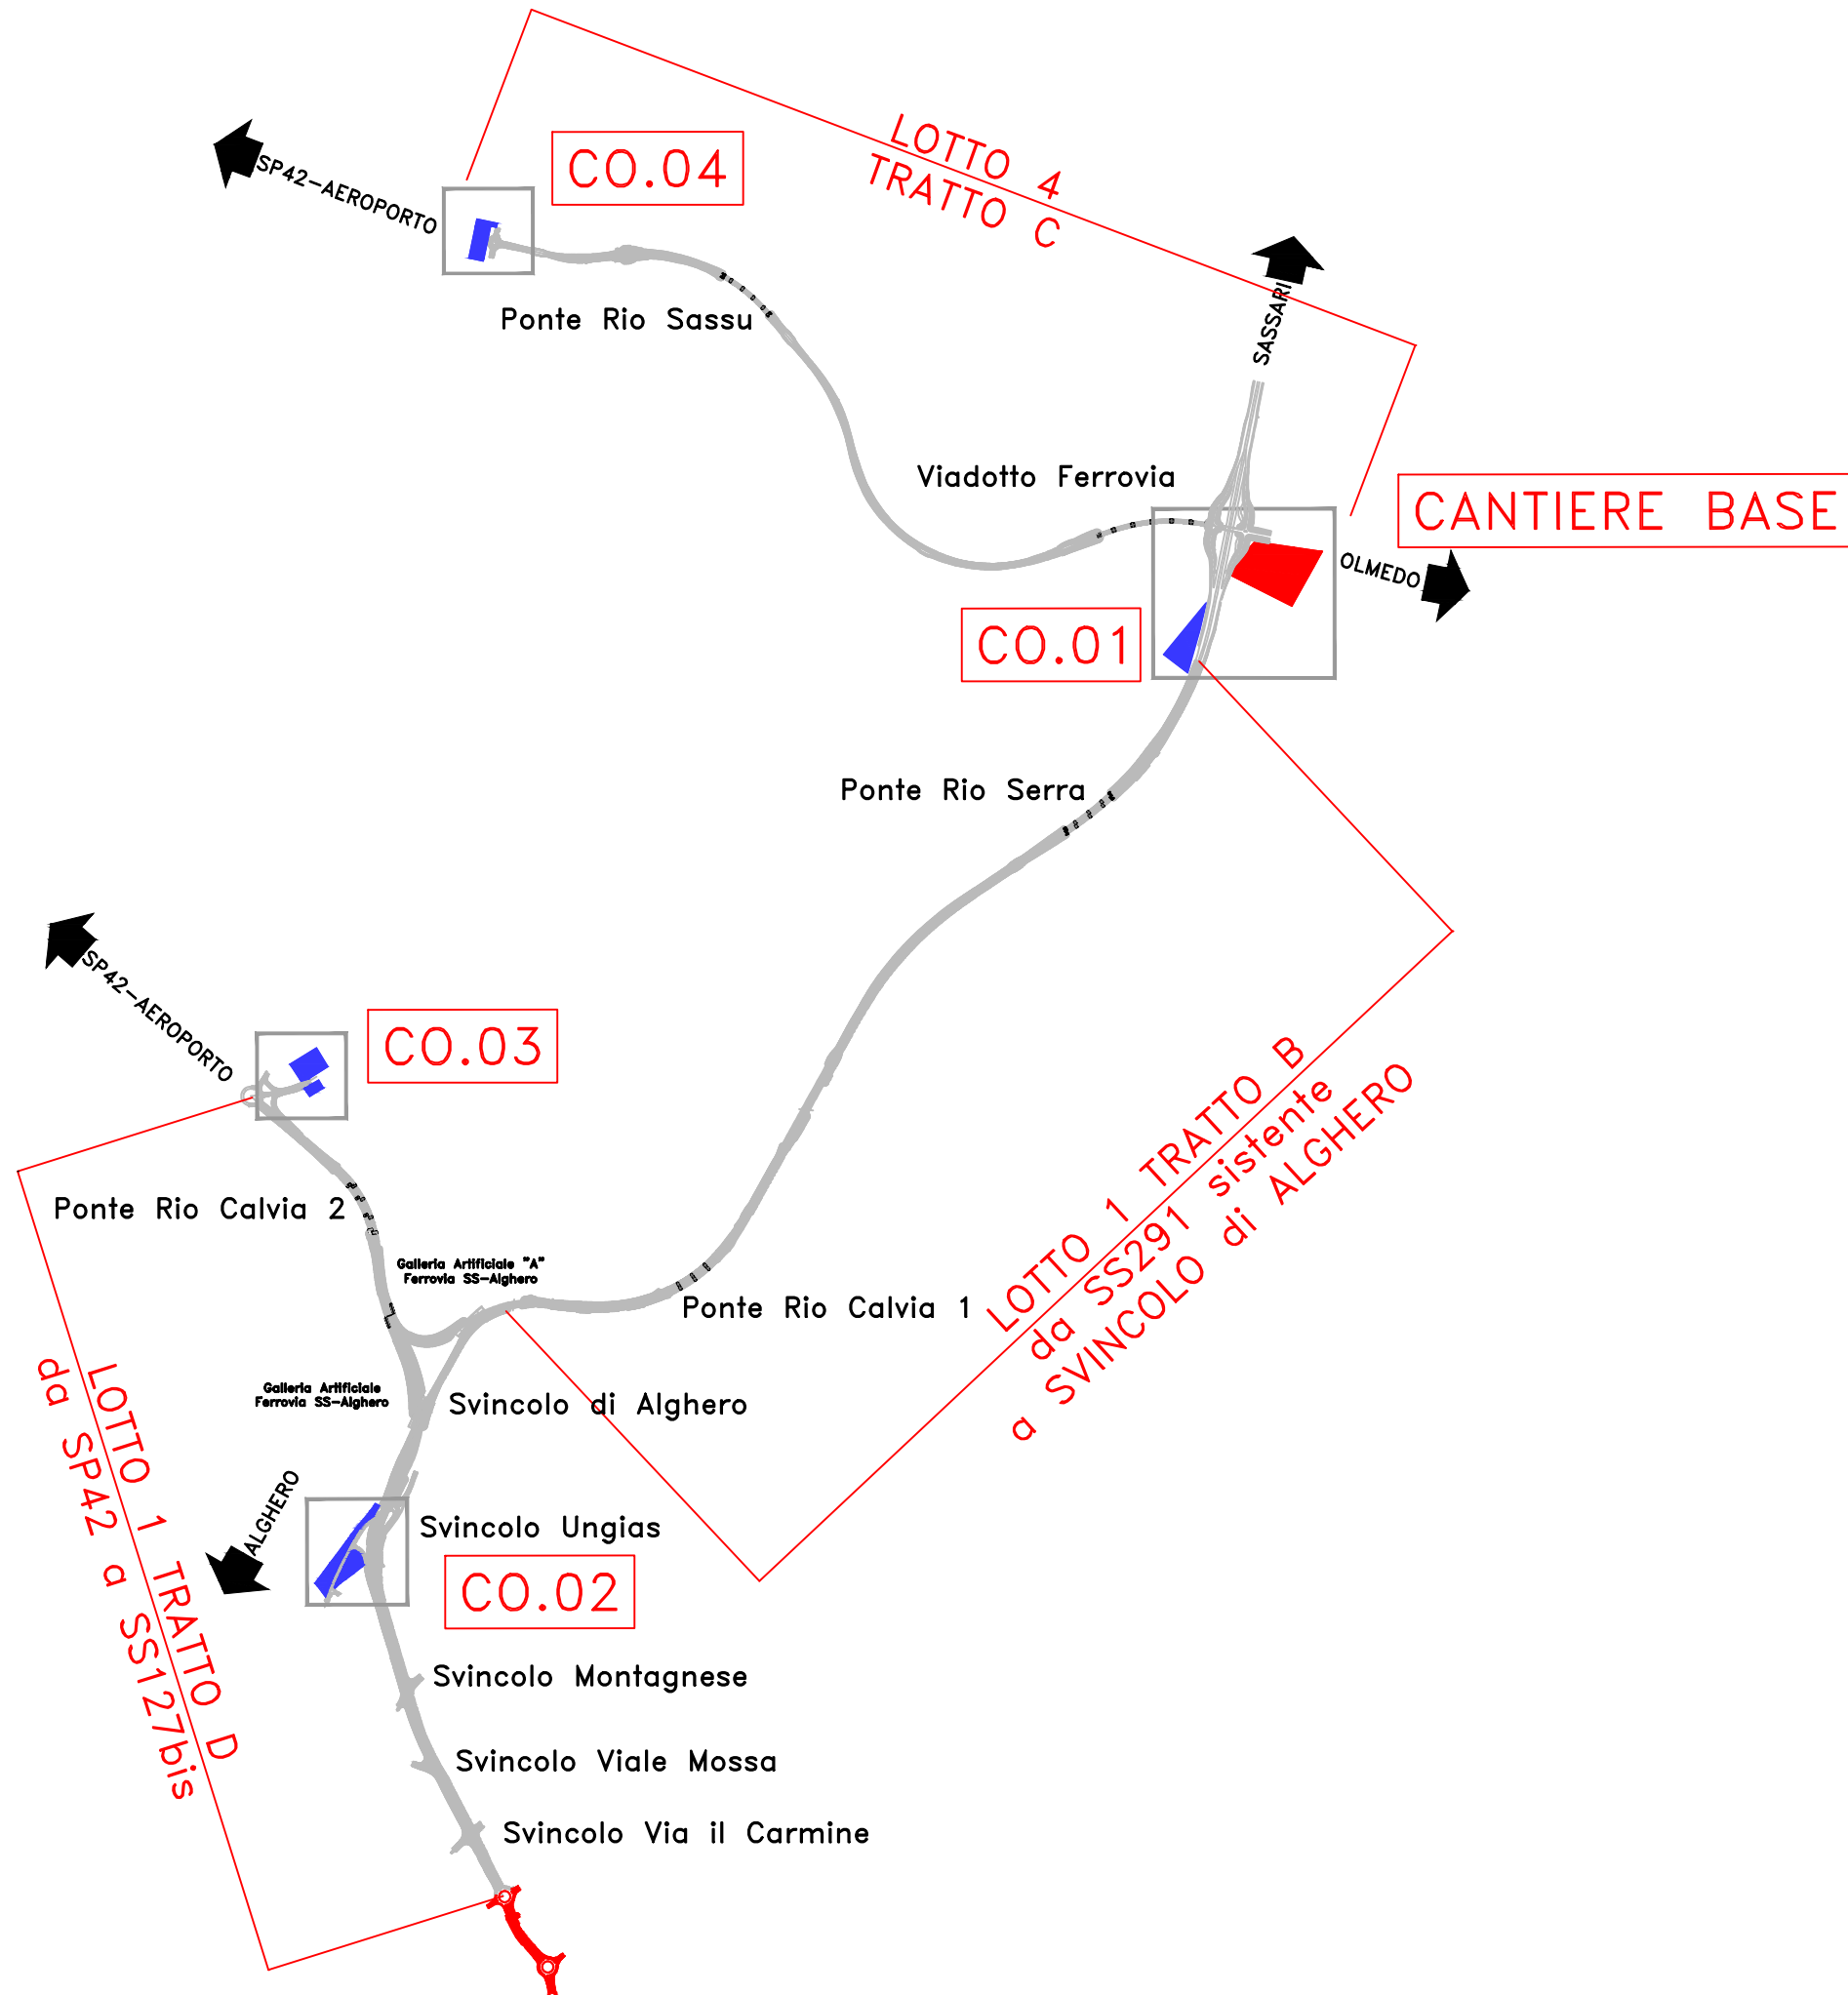 LOTTO 4
TRATTO C
CO.04
SP42-AEROPORTO
Ponte Rio Sassu
SASSARI
Viadotto Ferrovia
CANTIERE BASE
OLMEDO
CO.01
Ponte Rio Serra
SP42-AEROPORTO
CO.03
LOTTO 1 TRATTO B
da SS291 sistente
a SVINCOLO di ALGHERO
Ponte Rio Calvia 2
Galleria Artificiale "A"
Ferrovia SS-Alghero
Ponte Rio Calvia 1
Galleria Artificiale
Ferrovia SS-Alghero
Svincolo di Alghero
LOTTO 1 TRATTO D
da SP42 a SS127bis
ALGHERO
Svincolo Ungias
CO.02
Svincolo Montagnese
Svincolo Viale Mossa
Svincolo Via il Carmine